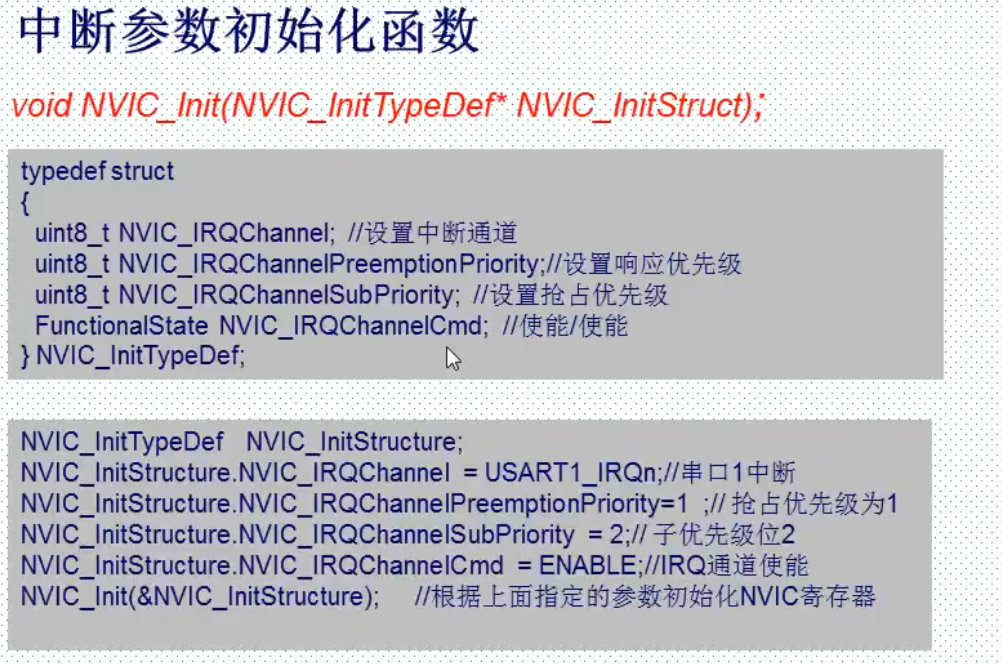 中断参数初始化函数
void NVIC_Init(NVIC_InitTypeDef* NVIC_InitStruct);
typedef struct
{
uint8_t NVIC_IRQChannel; //设置中断通道
uint8_t NVIC_IRQChannelPreemptionPriority;//设置响应优先级
uint8_t NVIC_IRQChannelSubPriority; //设置抢占优先级
FunctionalState NVIC_IRQChannelCmd; //使能/使能
} NVIC_InitTypeDef;
NVIC_InitTypeDef NVIC_InitStructure;
NVIC_InitStructure.NVIC_IRQChannel = USART1_IRQn;//串口1中断
NVIC_InitStructure.NVIC_IRQChannelPreemptionPriority=1 ;// 抢占优先级为1
NVIC_InitStructure.NVIC_IRQChannelSubPriority = 2;// 子优先级位2
NVIC_InitStructure.NVIC_IRQChannelCmd = ENABLE;//IRQ通道使能
NVIC_Init(&NVIC_InitStructure); //根据上面指定的参数初始化NVIC寄存器